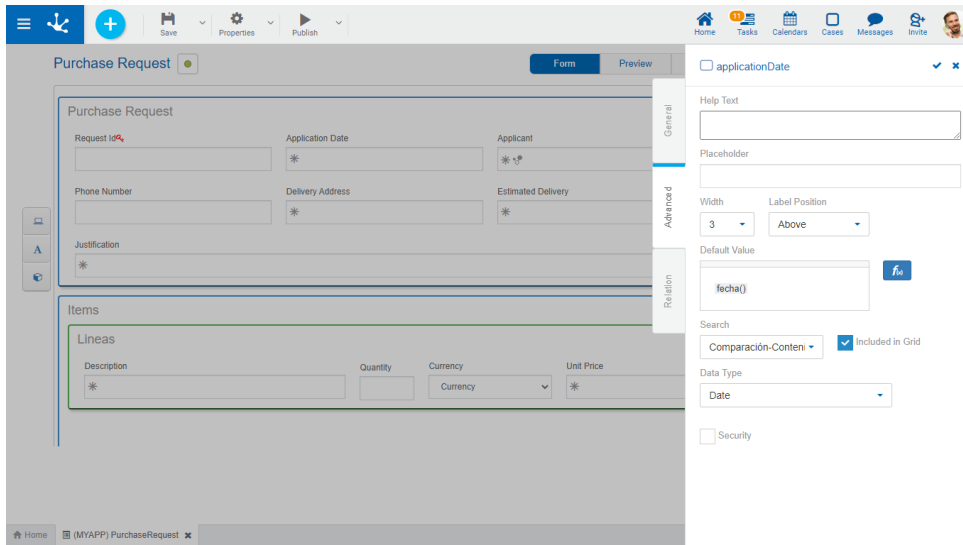 Save
Properties
Publish
Home
11
Tasks
Calendars
Cases
Messages
Invite
Purchase Request
Form
Preview
applicationDate
General
Advanced
Relation
Help Text
Placeholder
Width
Label Position
3
Above
Default Value
fecha()
f(x)
Search
Comparación-Conteni
Included in Grid
Data Type
Date
Security
Purchase Request
Request Id
Application Date
Applicant
Phone Number
Delivery Address
Estimated Delivery
Justification
A
Items
Lineas
Description
Quantity
Currency
Unit Price
Currency
Home
(MYAPP) PurchaseRequest